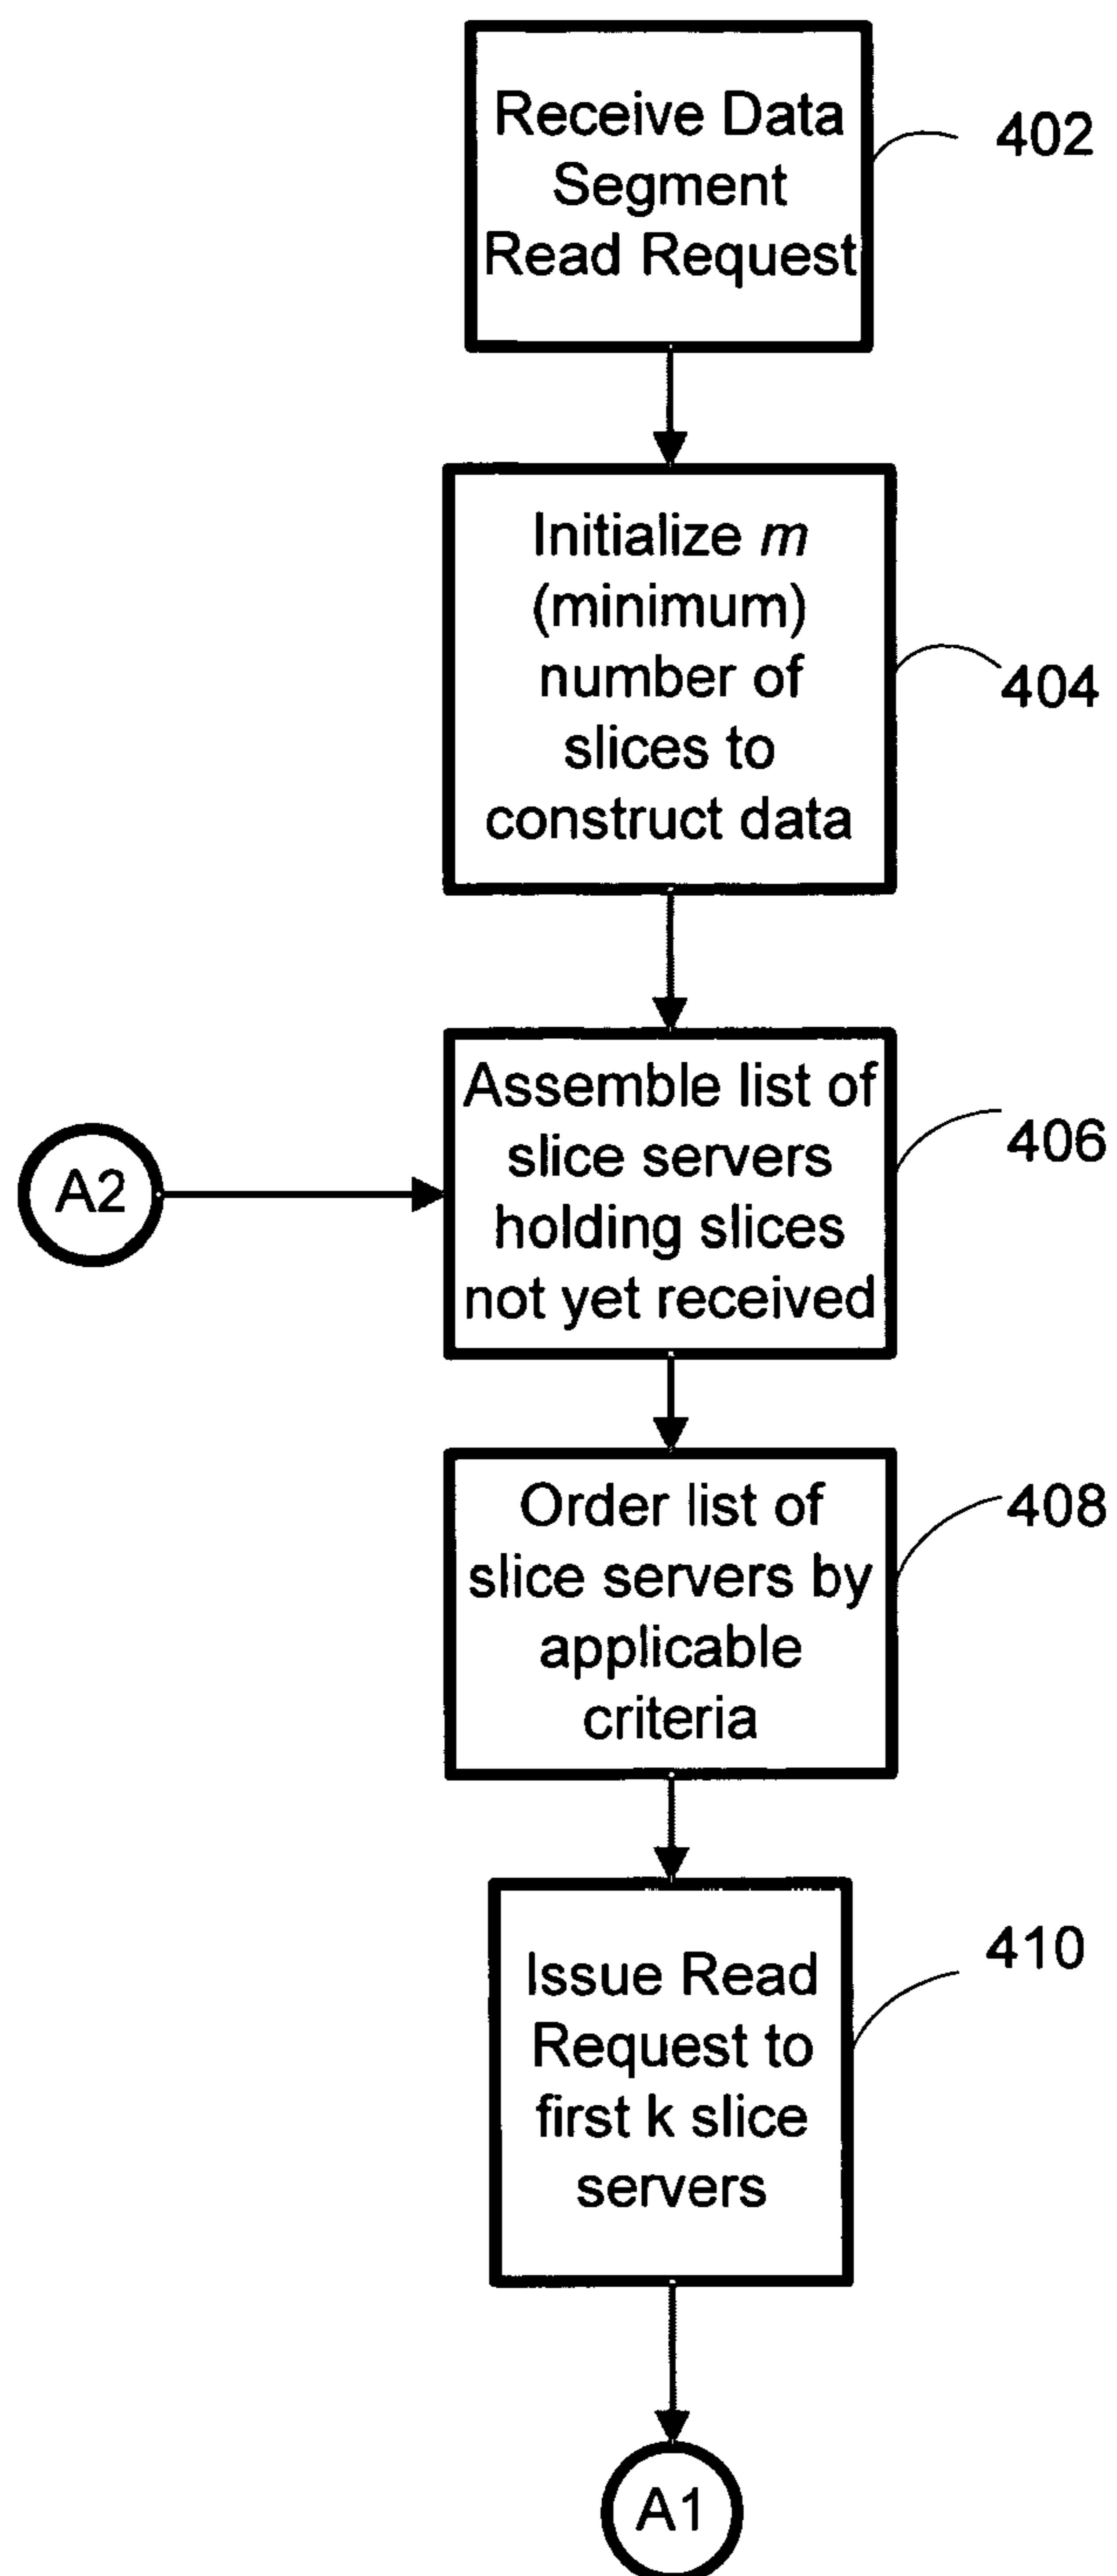 Receive Data
Segment
Read Request
402
Initialize m
(minimum)
number of
slices to
construct data
404
Assemble list of
slice servers
holding slices
not yet received
406
A2
Order list of
slice servers by
applicable
criteria
408
Issue Read
Request to
first k slice
servers
410
A1